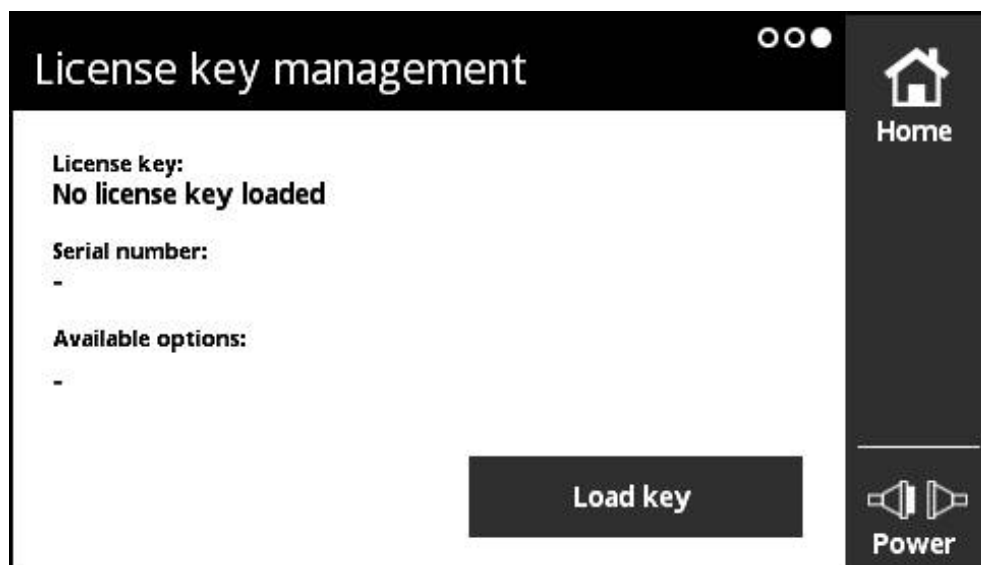 License key management
License key:
No license key loaded
Serial number:
-
Available options:
-
Load key
Home
Power